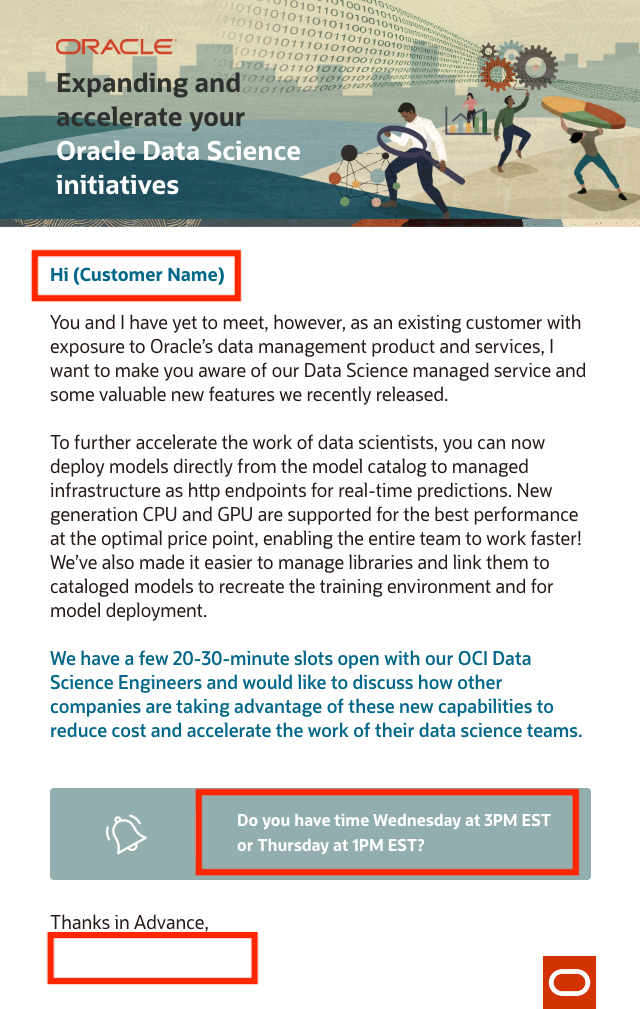 ORACLE
Expanding and
accelerate your
Oracle Data Science
initiatives
Hi (Customer Name)
You and I have yet to meet, however, as an existing customer with
exposure to Oracle’s data management product and services, I
want to make you aware of our Data Science managed service and
some valuable new features we recently released.
To further accelerate the work of data scientists, you can now
deploy models directly from the model catalog to managed
infrastructure as http endpoints for real-time predictions. New
generation CPU and GPU are supported for the best performance
at the optimal price point, enabling the entire team to work faster!
We’ve also made it easier to manage libraries and link them to
cataloged models to recreate the training environment and for
model deployment.
We have a few 20-30-minute slots open with our OCI Data
Science Engineers and would like to discuss how other
companies are taking advantage of these new capabilities to
reduce cost and accelerate the work of their data science teams.
Do you have time Wednesday at 3PM EST
or Thursday at 1PM EST?
Thanks in Advance,